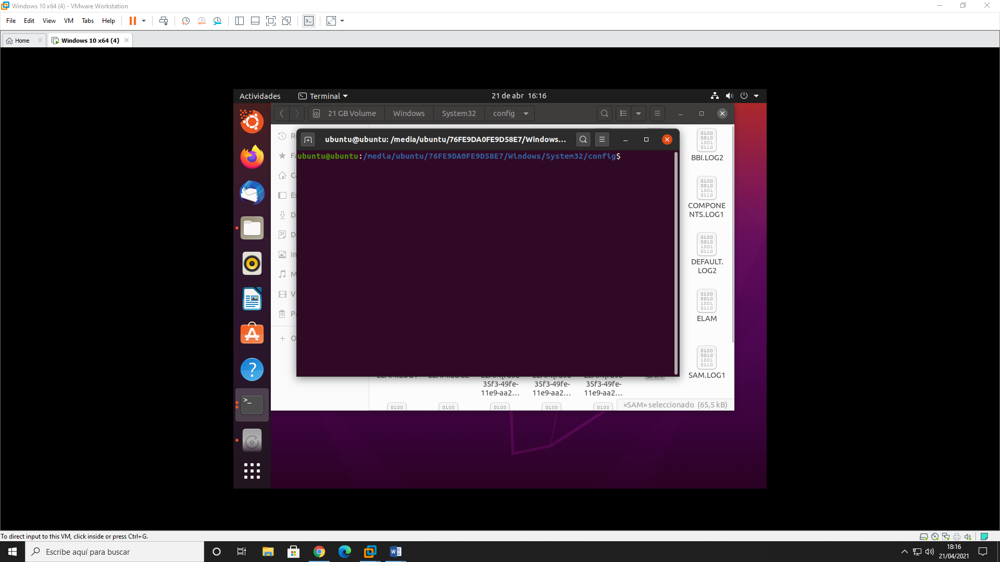 Windows 10 x64 (4) - VMware Workstation
File Edit View VM Tabs Help
Home
Windows 10 x64 (4)
Actividades
Terminal
21 de abr 16:16
21 GB Volume
Windows
System32
config
ubuntu@ubuntu: /media/ubuntu/76FE9DA0FE9D58E7/Windows...
ubuntu@ubuntu:/media/ubuntu/76FE9DA0FE9D58E7/Windows/System32/config$
BBI.LOG2
COMPONE
NTS.LOG1
DEFAULT.
LOG2
ELAM
SAM.LOG1
35f3-49fe-
11e9-aa2...
35f3-49fe-
11e9-aa2...
35f3-49fe-
11e9-aa2...
«SAM» seleccionado (65,5 kB)
To direct input to this VM, click inside or press Ctrl+G.
Escribe aquí para buscar
18:16
21/04/2021